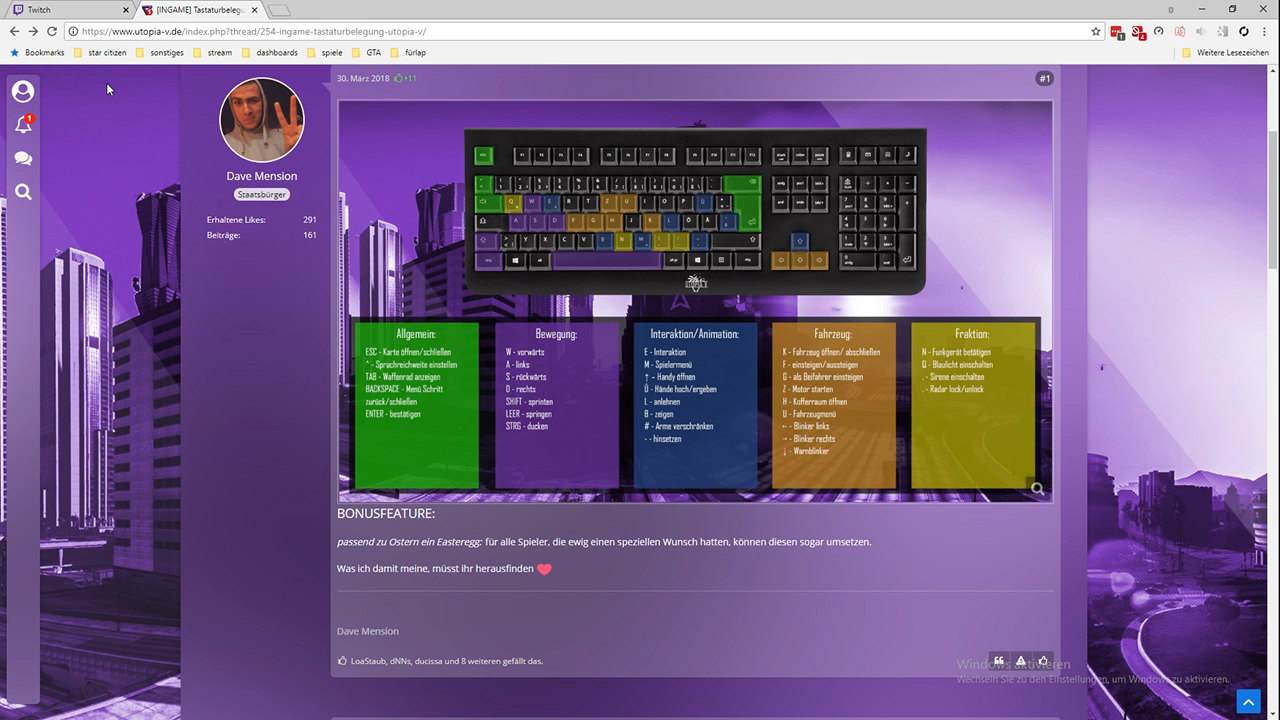 Twitch
[INGAME] Tastaturbeleg
https://www.utopia-v.de/index.php?thread/254-ingame-tastaturbelegung-utopia-v/
Bookmarks star citizen sonstiges stream dashboards spiele GTA fürlap Weitere Lesezeichen
30. März 2018 +11 #1
Dave Mension
Staatsbürger
Erhaltene Likes: 291
Beiträge: 161
1
Allgemein:
ESC - Karte öffnen/schließen
^ - Sprachreichweite einstellen
TAB - Waffenrad anzeigen
BACKSPACE - Menü Schritt
zurück/schließen
ENTER - bestätigen
Bewegung:
W - vorwärts
A - links
S - rückwärts
D - rechts
SHIFT - sprinten
LEER - springen
STRG - ducken
Interaktion/Animation:
E - Interaktion
M - Spielermenü
↑ - Handy öffnen
Ü - Hände hoch/ergeben
L - anlehnen
B - zeigen
# - Arme verschränken
- - hinsetzen
Fahrzeug:
K - Fahrzeug öffnen/ abschließen
F - einsteigen/aussteigen
G - als Beifahrer einsteigen
Z - Motor starten
H - Kofferraum öffnen
U - Fahrzeugmenü
← - Blinker links
→ - Blinker rechts
↓ - Warnblinker
Fraktion:
N - Funkgerät betätigen
Q - Blaulicht einschalten
, - Sirene einschalten
. - Radar lock/unlock
BONUSFEATURE:
passend zu Ostern ein Easteregg: für alle Spieler, die ewig einen speziellen Wunsch hatten, können diesen sogar umsetzen.
Was ich damit meine, müsst ihr herausfinden
Dave Mension
LoaStaub, dNNs, ducissa und 8 weiteren gefällt das.
Windows aktivieren
Wechseln Sie zu den Einstellungen, um Windows zu aktivieren.